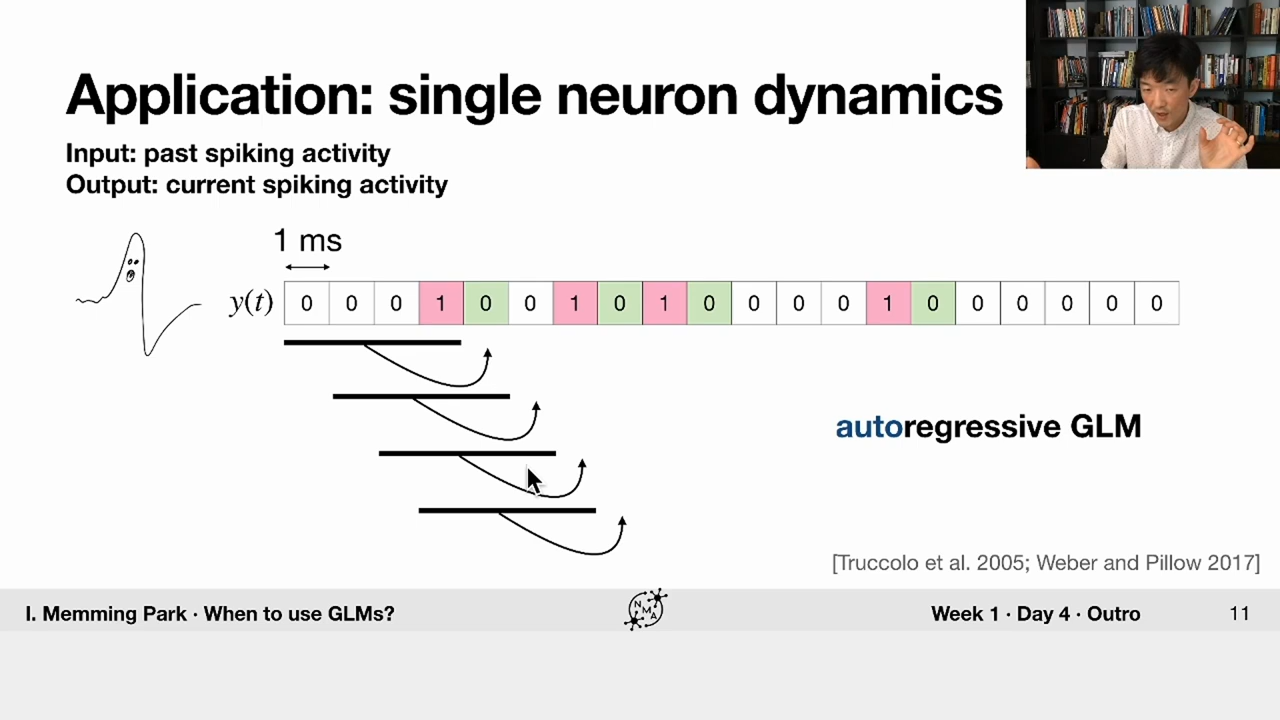 Application: single neuron dynamics
Input: past spiking activity
Output: current spiking activity
1 ms
y(t) 0 0 0 1 0 0 1 0 1 0 0 0 0 1 0 0 0 0 0 0
autoregressive GLM
[Truccolo et al. 2005; Weber and Pillow 2017]
I. Memming Park · When to use GLMs? NMA Week 1 · Day 4 · Outro 11